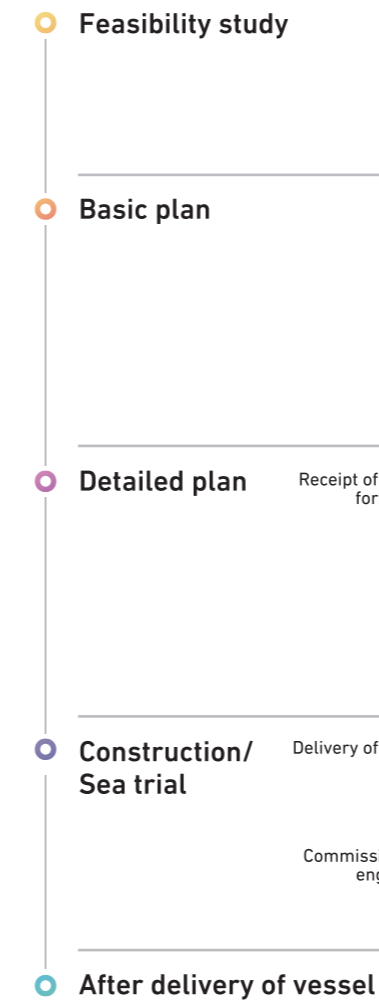 Feasibility study
Basic plan
Detailed plan
Receipt of
for
Construction/
Sea trial
Delivery of
Commissi
eng
After delivery of vessel